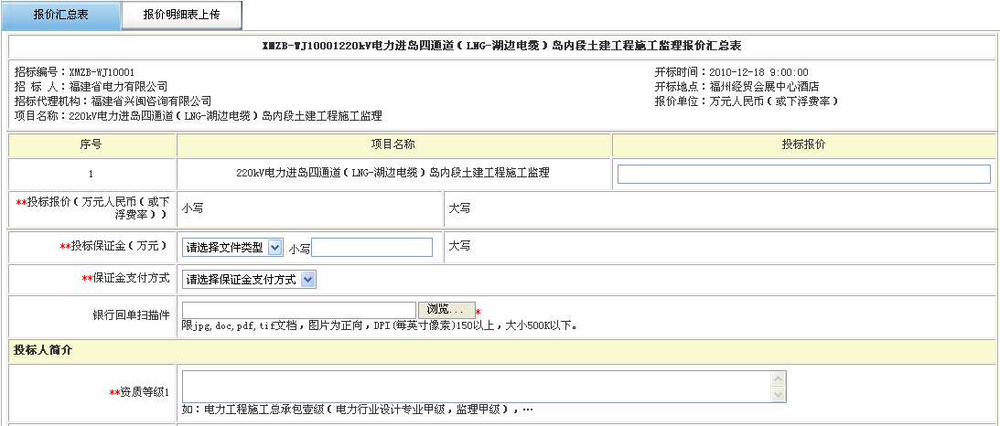 报价汇总表 报价明细表上传
XMZB-WJ10001220kV电力进岛四通道(LNG-湖边电缆)岛内段土建工程施工监理报价汇总表
招标编号：XMZB-WJ10001 开标时间：2010-12-18 9:00:00
招 标 人：福建省电力有限公司 开标地点：福州经贸会展中心酒店
招标代理机构：福建省兴闽咨询有限公司 报价单位：万元人民币(或下浮费率)
项目名称：220kV电力进岛四通道(LNG-湖边电缆)岛内段土建工程施工监理
序号 项目名称 投标报价
1 220kV电力进岛四通道(LNG-湖边电缆)岛内段土建工程施工监理
**投标报价(万元人民币(或下
浮费率)) 小写 大写
**投标保证金(万元) 请选择文件类型 小写 大写
**保证金支付方式 请选择保证金支付方式
银行回单扫描件 浏览... *
限jpg,doc,pdf,tif文档，图片为正向，DPI(每英寸像素)150以上，大小500K以下。
投标人简介
**资质等级1
如：电力工程施工总承包壹级(电力行业设计专业甲级，监理甲级)，…